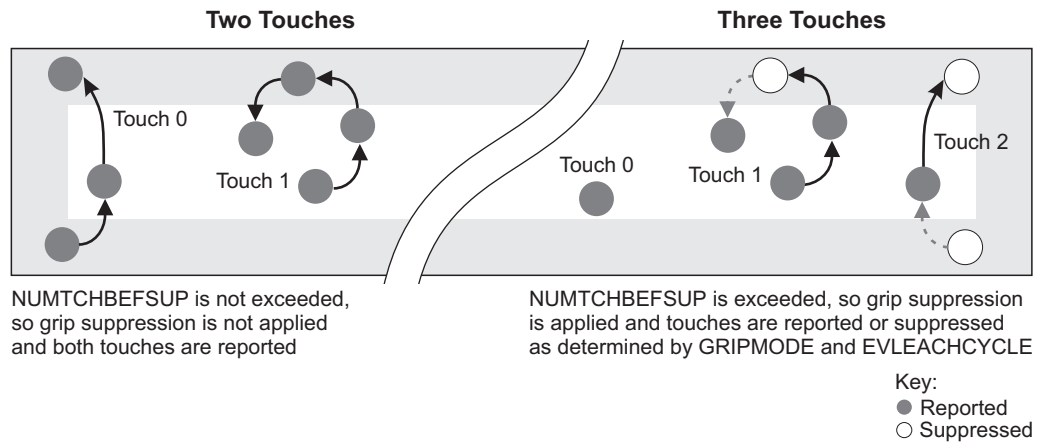 Two Touches
Three Touches
Touch 0
Touch 1
Touch 0
Touch 1
Touch 2
NUMTCHBEFSUP is not exceeded,
so grip suppression is not applied
and both touches are reported
NUMTCHBEFSUP is exceeded, so grip suppression
is applied and touches are reported or suppressed
as determined by GRIPMODE and EVLEACHCYCLE
Key:
Reported
Suppressed